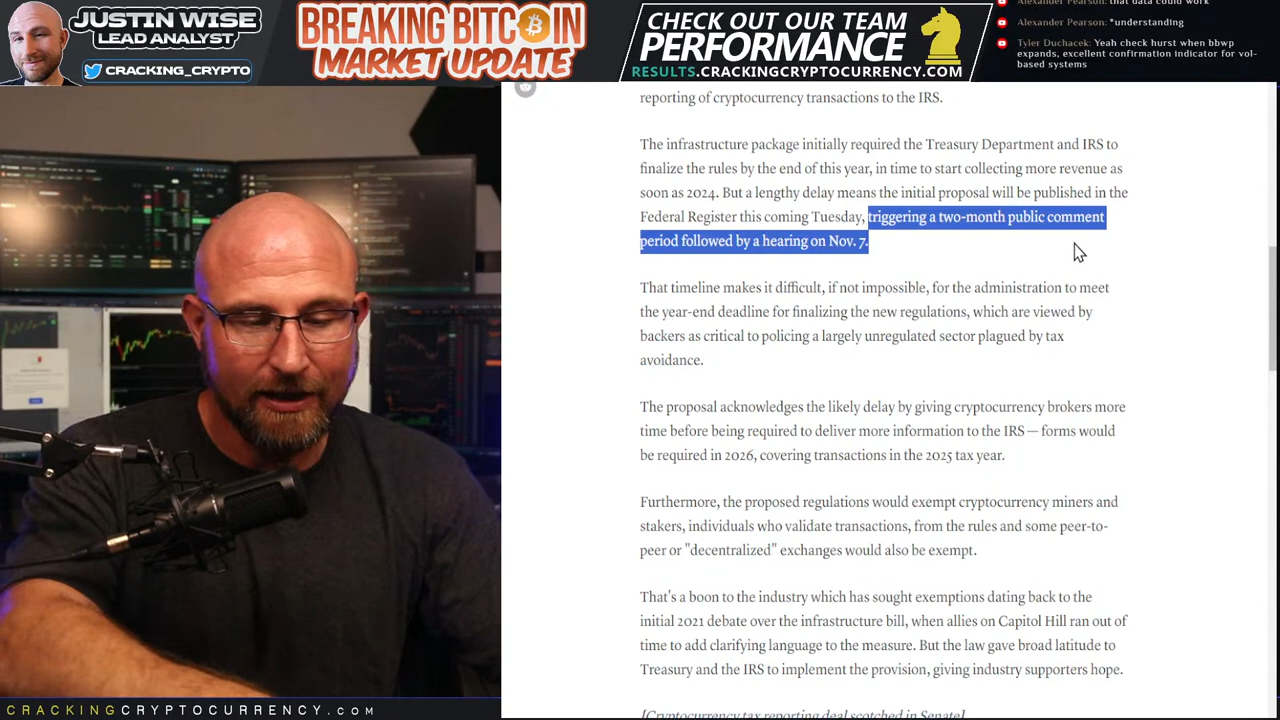 JUSTIN WISE
LEAD ANALYST
CRACKING_CRYPTO
BREAKING BITCOIN
MARKET UPDATE
CHECK OUT OUR TEAM
PERFORMANCE
RESULTS.CRACKINGCRYPTOCURRENCY.COM
Alexander Pearson: that data could work
Alexander Pearson: *understanding
Tyler Duchacek: Yeah check hurst when bbwp
expands, excellent confirmation indicator for vol-
based systems
reporting of cryptocurrency transactions to the IRS.
The infrastructure package initially required the Treasury Department and IRS to
finalize the rules by the end of this year, in time to start collecting more revenue as
soon as 2024. But a lengthy delay means the initial proposal will be published in the
Federal Register this coming Tuesday, triggering a two-month public comment
period followed by a hearing on Nov. 7.
That timeline makes it difficult, if not impossible, for the administration to meet
the year-end deadline for finalizing the new regulations, which are viewed by
backers as critical to policing a largely unregulated sector plagued by tax
avoidance.
The proposal acknowledges the likely delay by giving cryptocurrency brokers more
time before being required to deliver more information to the IRS — forms would
be required in 2026, covering transactions in the 2025 tax year.
Furthermore, the proposed regulations would exempt cryptocurrency miners and
stakers, individuals who validate transactions, from the rules and some peer-to-
peer or "decentralized" exchanges would also be exempt.
That's a boon to the industry which has sought exemptions dating back to the
initial 2021 debate over the infrastructure bill, when allies on Capitol Hill ran out of
time to add clarifying language to the measure. But the law gave broad latitude to
Treasury and the IRS to implement the provision, giving industry supporters hope.
[Cryptocurrency tax reporting deal scotched in Senate]
CRACKINGCRYPTOCURRENCY.COM